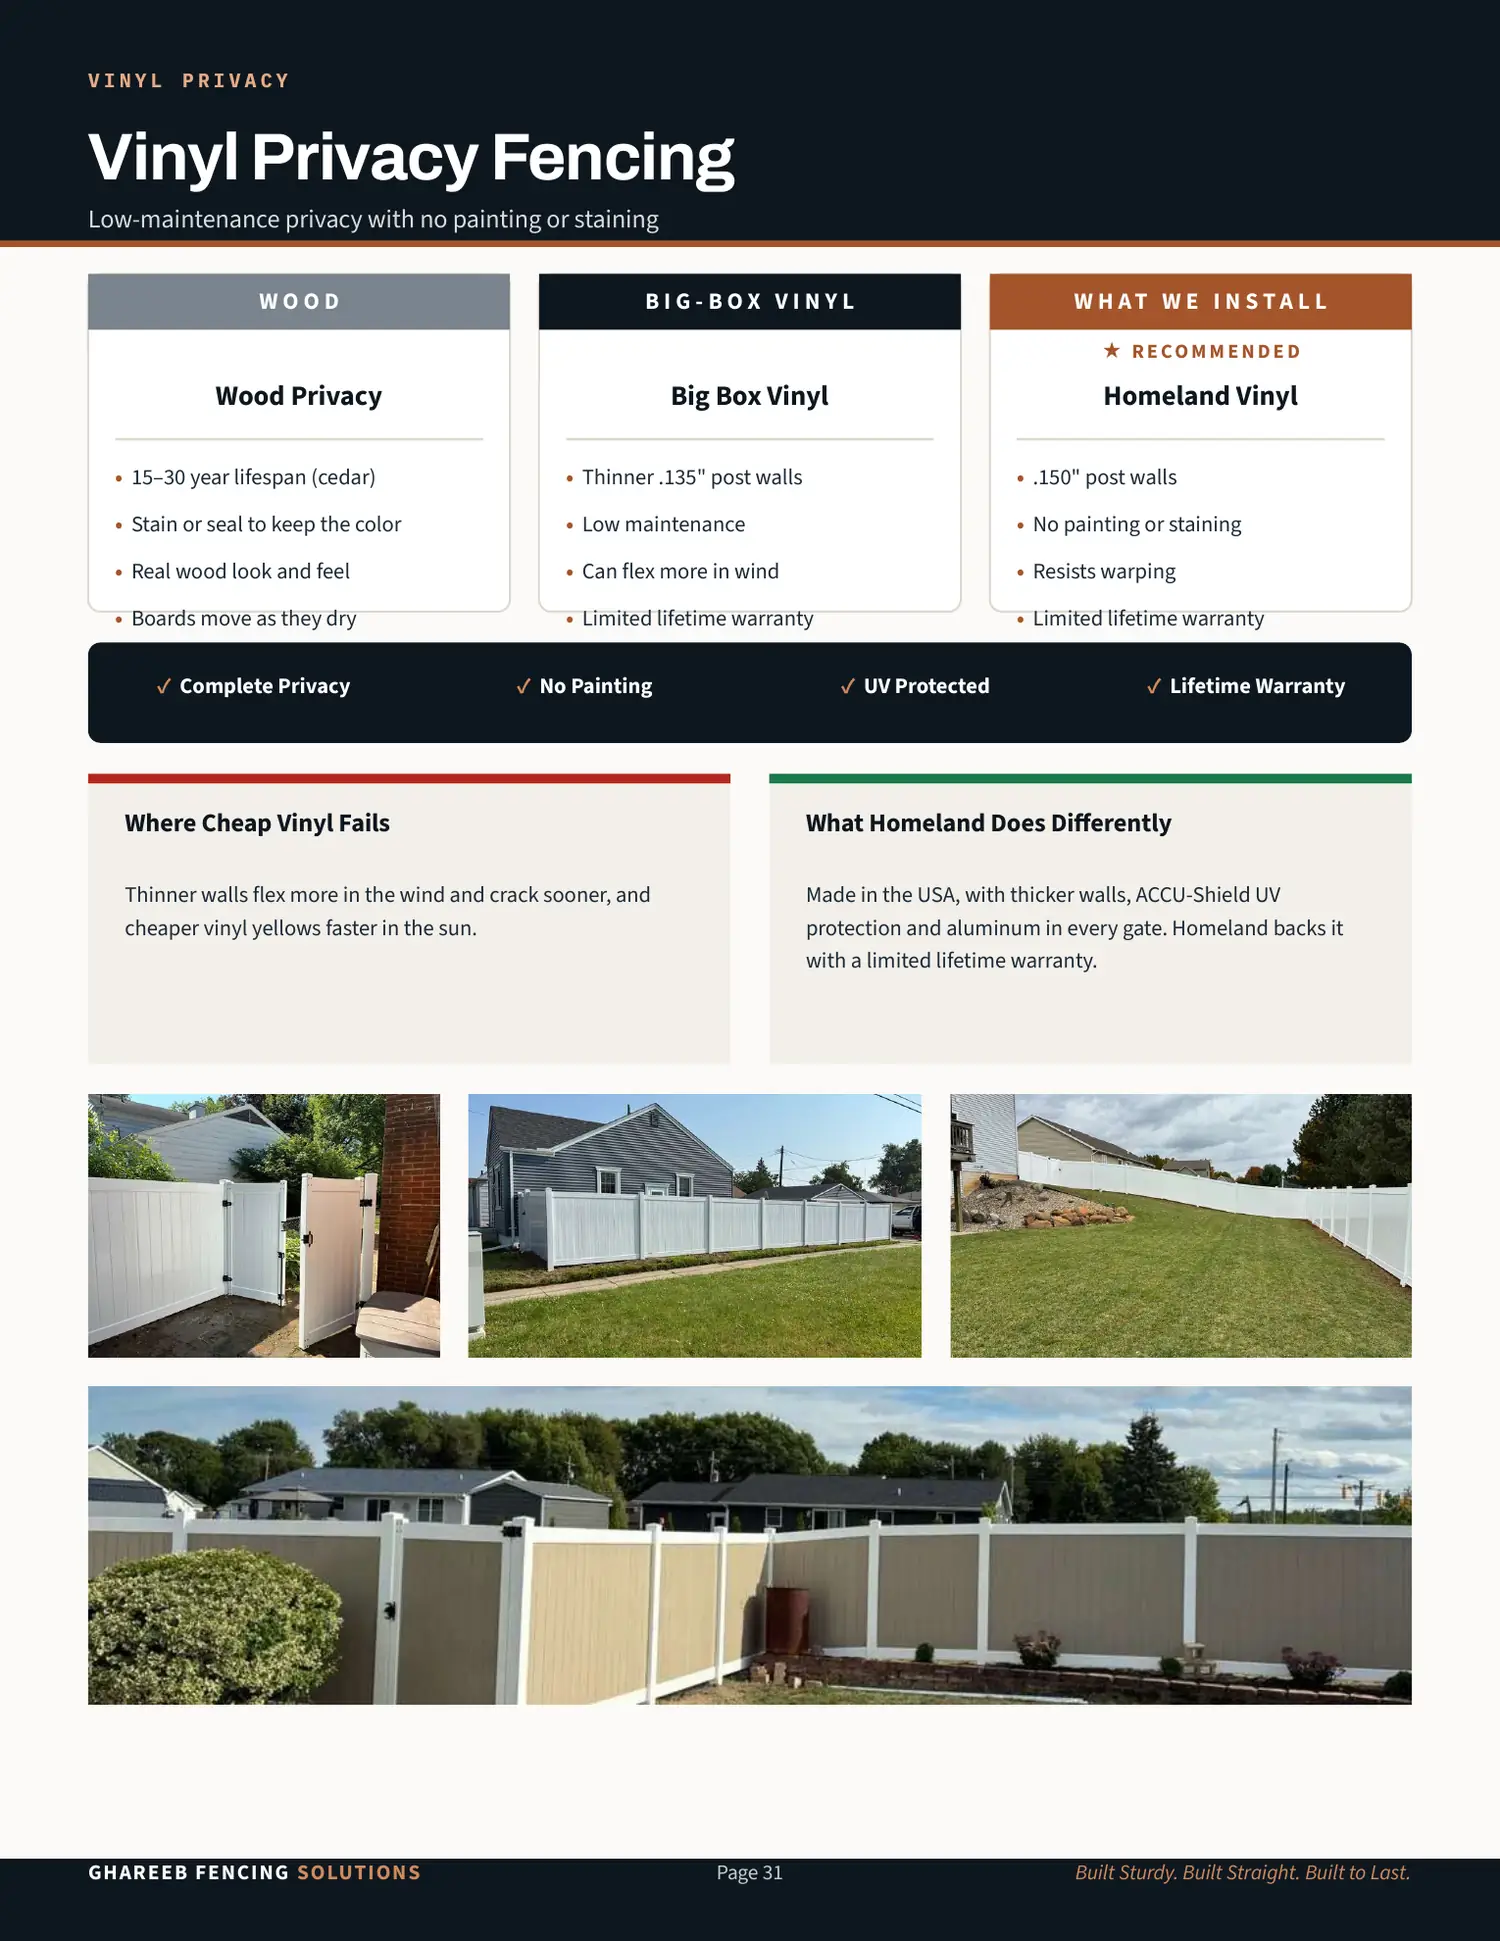 VINYL PRIVACY
Vinyl Privacy Fencing
Low-maintenance privacy with no painting or staining
WOOD
Wood Privacy
• 15–30 year lifespan (cedar)
• Stain or seal to keep the color
• Real wood look and feel
• Boards move as they dry
BIG-BOX VINYL
Big Box Vinyl
• Thinner .135" post walls
• Low maintenance
• Can flex more in wind
• Limited lifetime warranty
WHAT WE INSTALL
★ RECOMMENDED
Homeland Vinyl
• .150" post walls
• No painting or staining
• Resists warping
• Limited lifetime warranty
✓ Complete Privacy
✓ No Painting
✓ UV Protected
✓ Lifetime Warranty
Where Cheap Vinyl Fails
Thinner walls flex more in the wind and crack sooner, and
cheaper vinyl yellows faster in the sun.
What Homeland Does Differently
Made in the USA, with thicker walls, ACCU-Shield UV
protection and aluminum in every gate. Homeland backs it
with a limited lifetime warranty.
GHAREEB FENCING SOLUTIONS
Page 31
Built Sturdy. Built Straight. Built to Last.